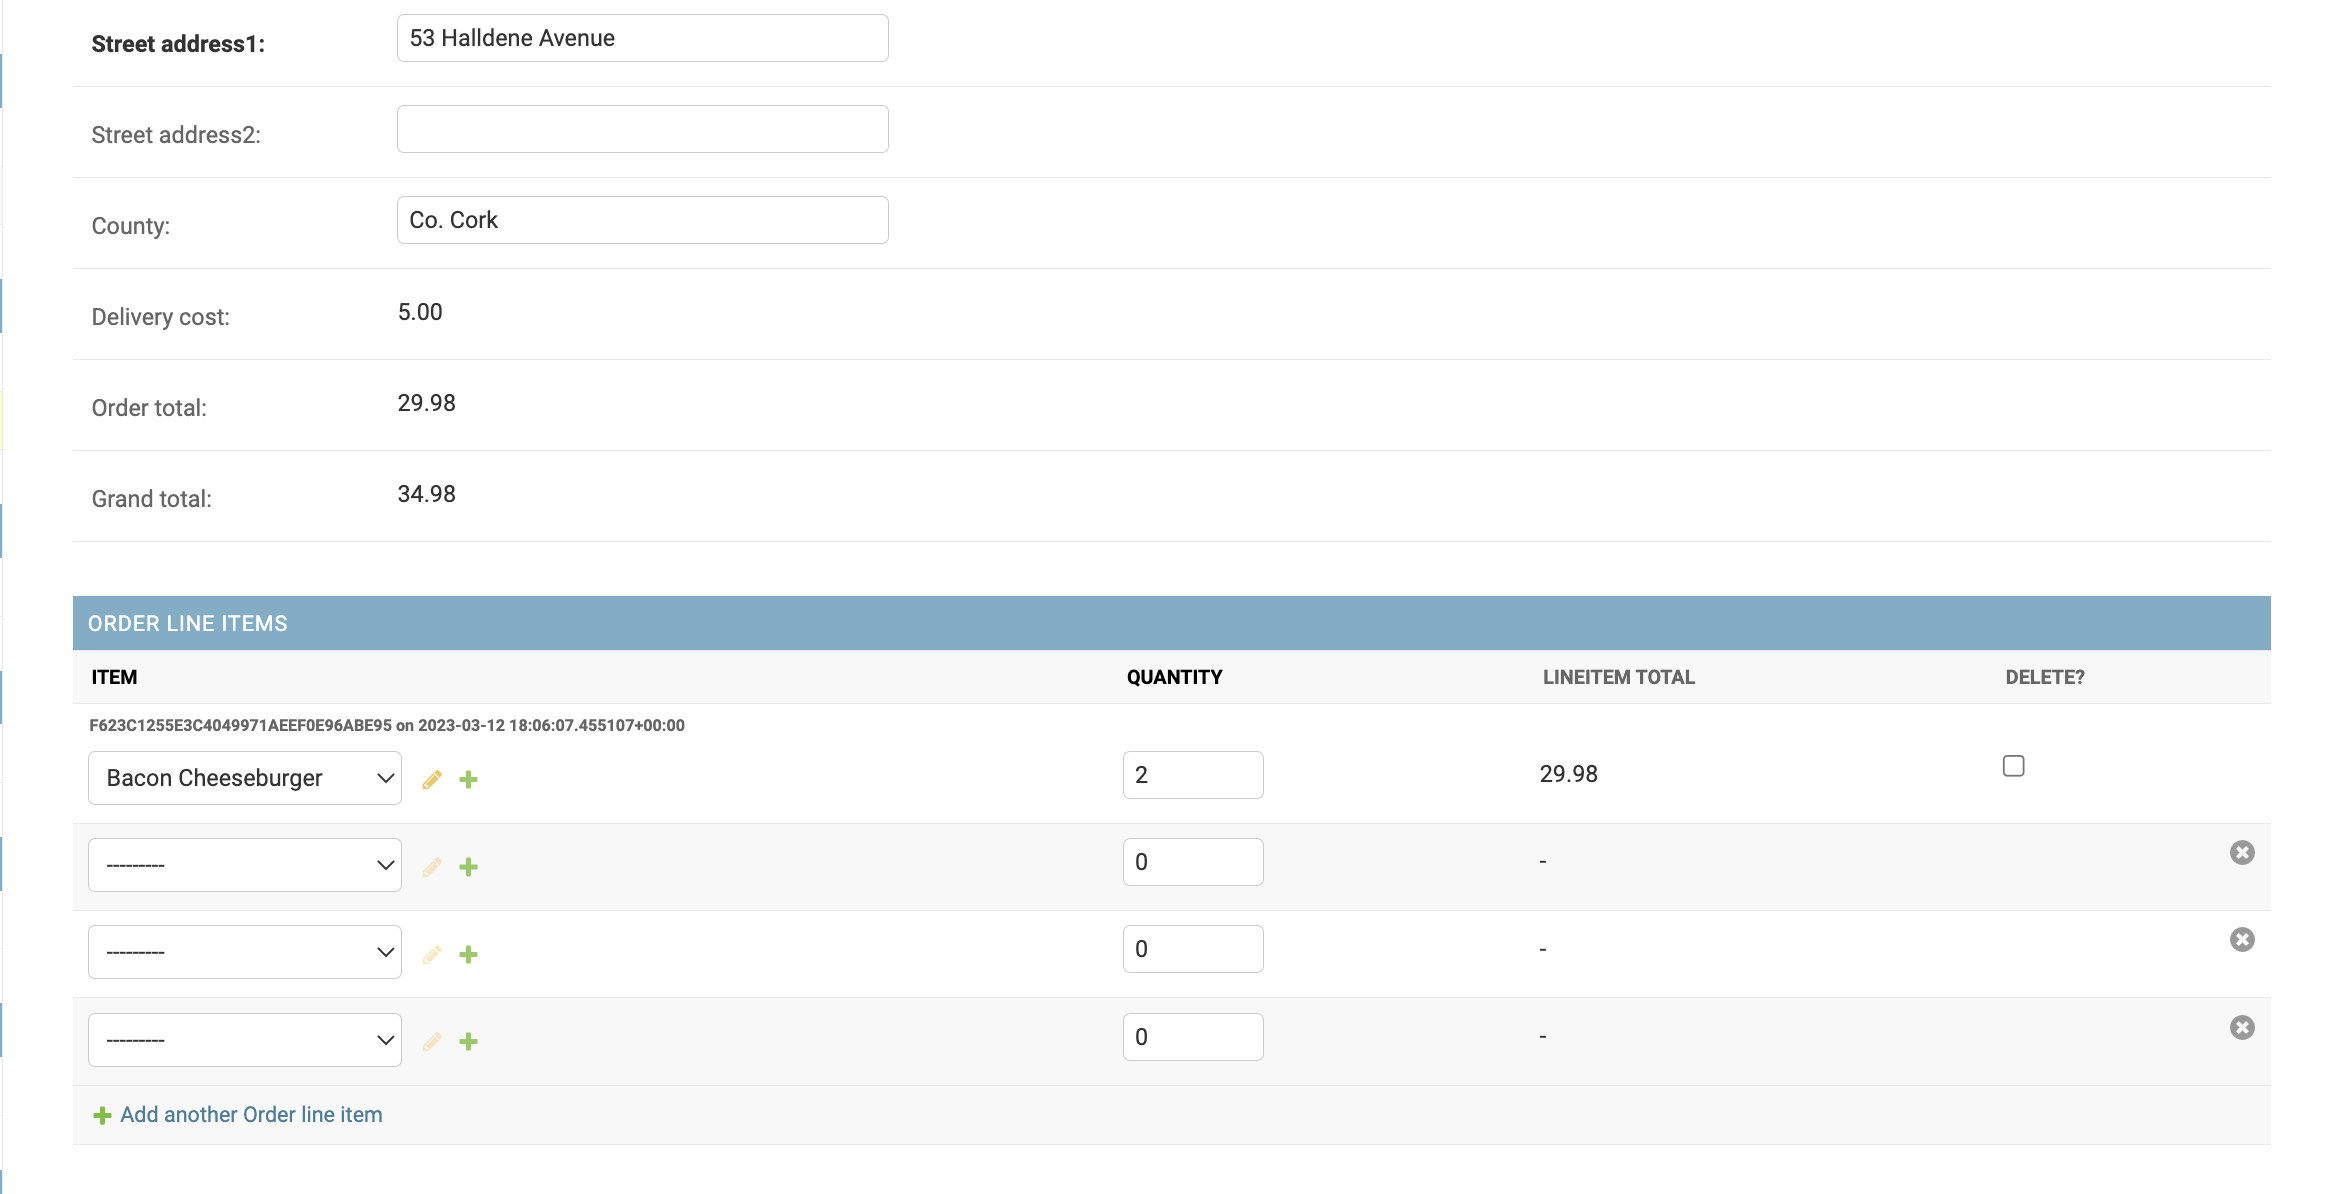 Street address1: 53 Halldene Avenue
Street address2:
County: Co. Cork
Delivery cost: 5.00
Order total: 29.98
Grand total: 34.98
ORDER LINE ITEMS
ITEM QUANTITY LINEITEM TOTAL DELETE?
F623C1255E3C4049971AEEF0E96ABE95 on 2023-03-12 18:06:07.455107+00:00
Bacon Cheeseburger 2 29.98
--------- 0 -
--------- 0 -
--------- 0 -
Add another Order line item